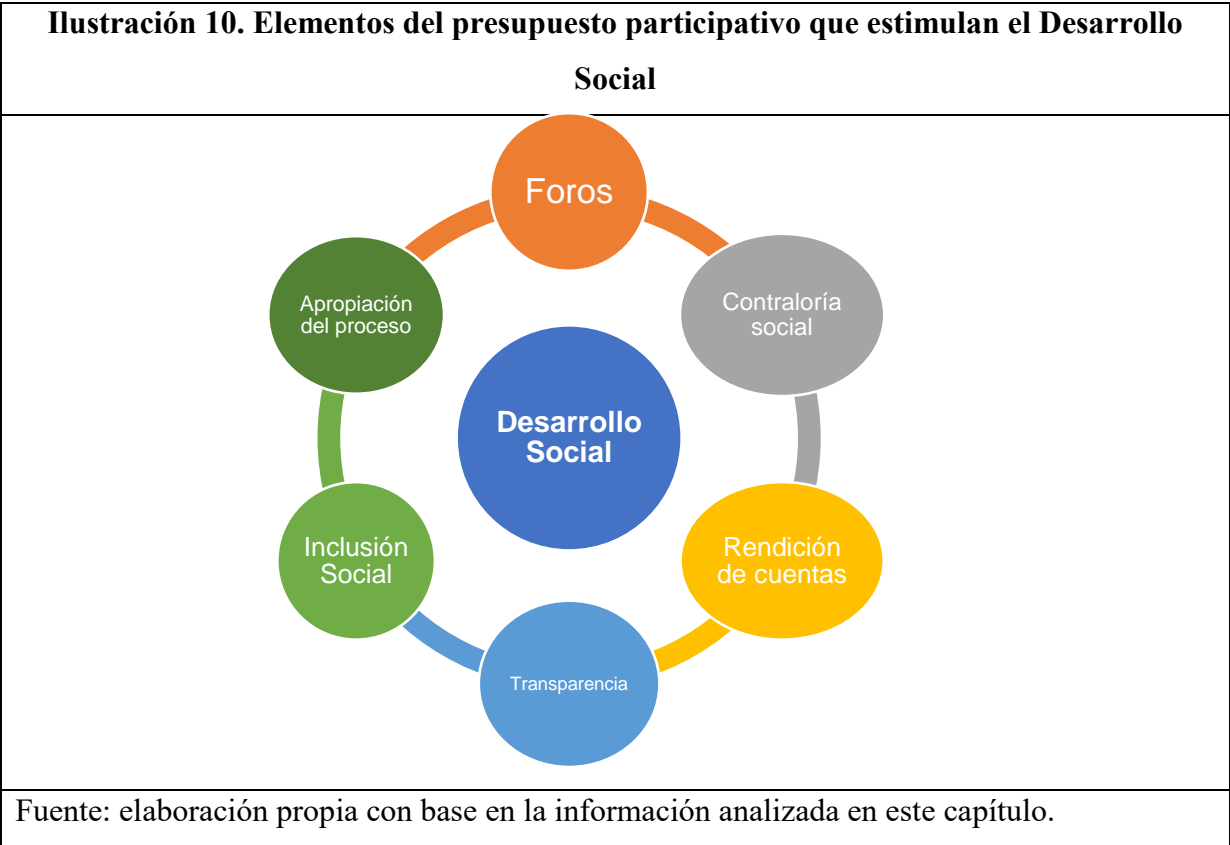 Ilustración 10. Elementos del presupuesto participativo que estimulan el Desarrollo
Social
Foros
Contraloría
social
Rendición
de cuentas
Transparencia
Inclusión
Social
Apropiación
del proceso
Desarrollo
Social
Fuente: elaboración propia con base en la información analizada en este capítulo.